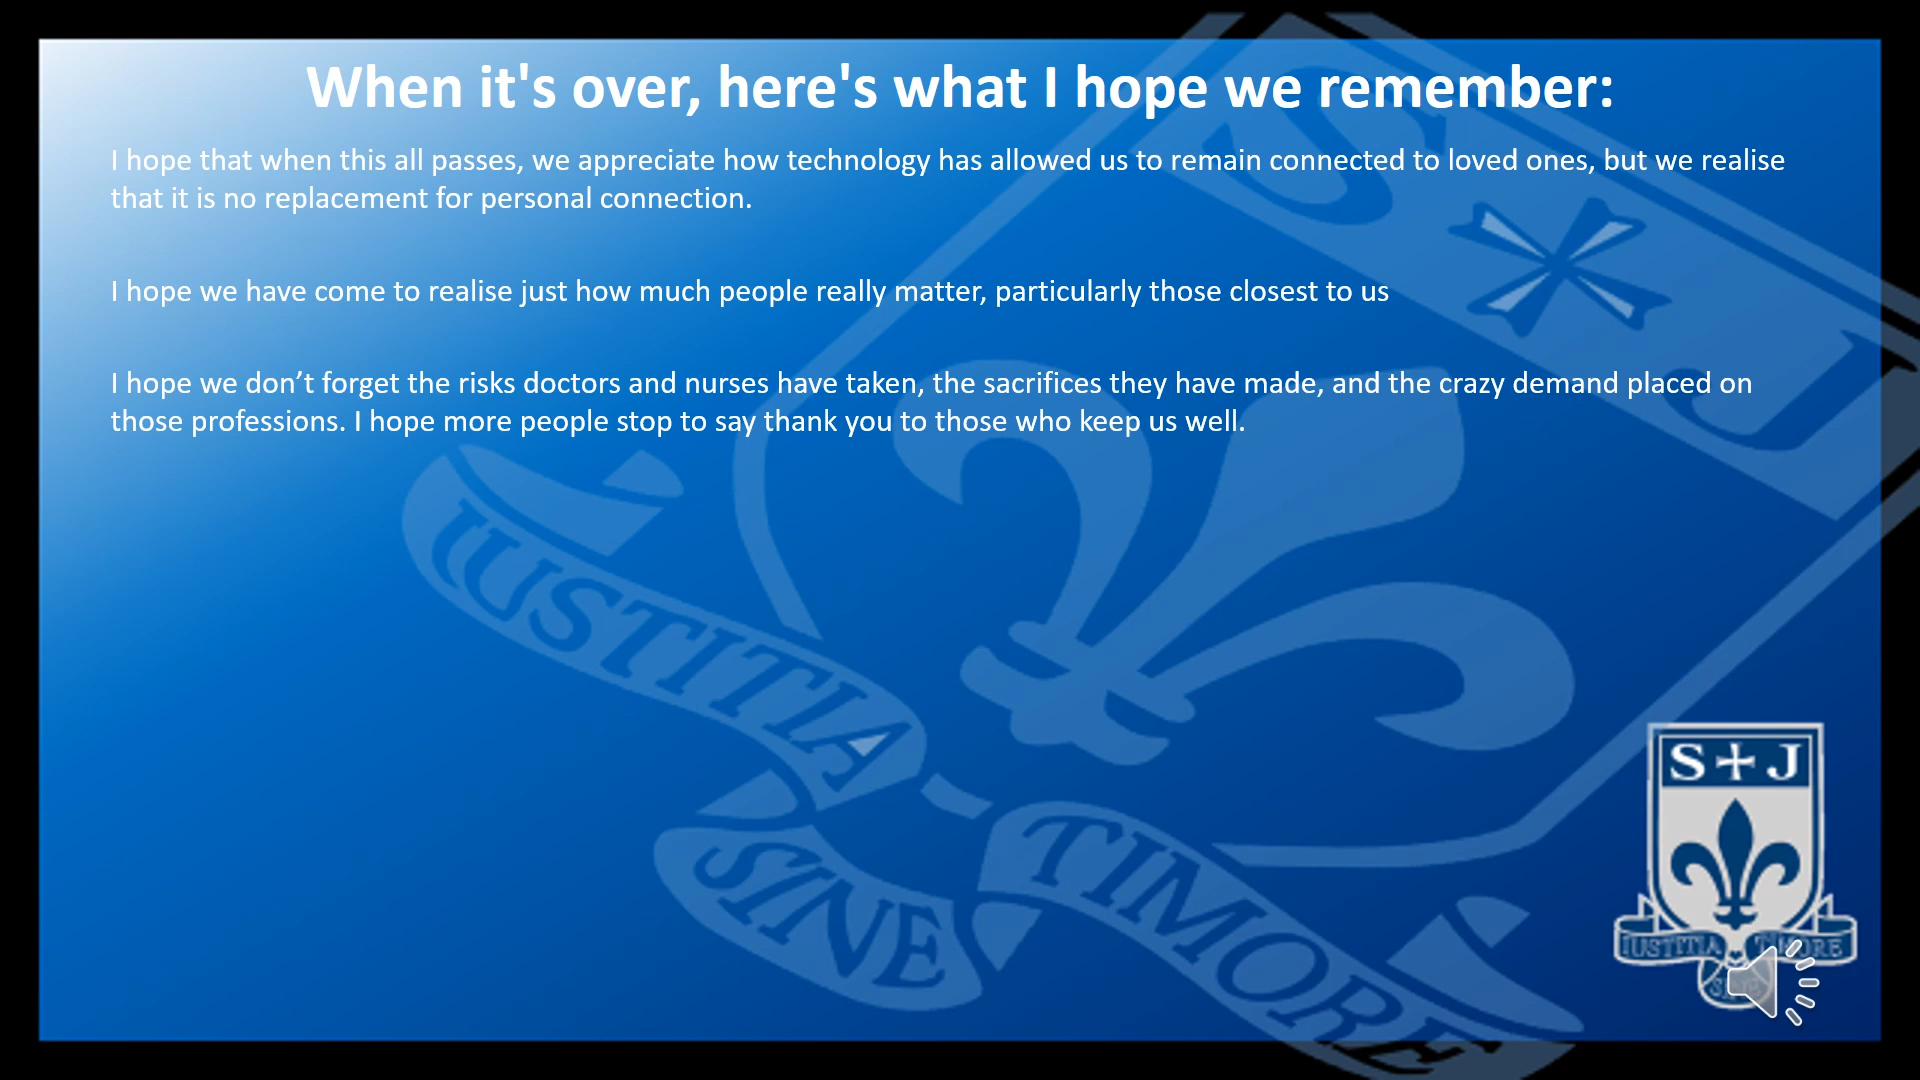 When it's over, here's what I hope we remember:
I hope that when this all passes, we appreciate how technology has allowed us to remain connected to loved ones, but we realise
that it is no replacement for personal connection.
I hope we have come to realise just how much people really matter, particularly those closest to us
I hope we don’t forget the risks doctors and nurses have taken, the sacrifices they have made, and the crazy demand placed on
those professions. I hope more people stop to say thank you to those who keep us well.
S J
IUSTITIA
SINE
TIMORE
S J
IUSTITIA TIMORE